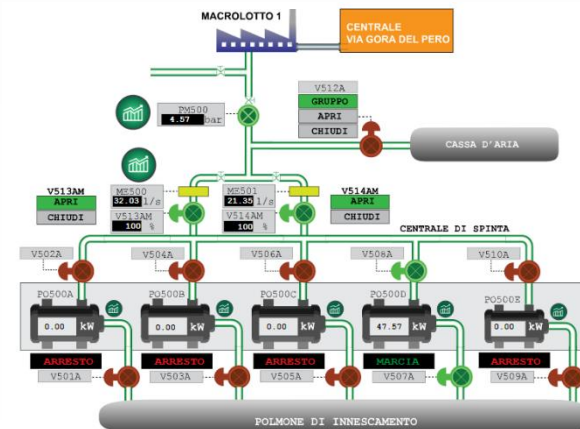 MACROLOTTO 1
CENTRALE
VIA GORA DEL PERO
PM500
4.57 bar
V512A
GRUPPO
APRI
CHIUDI
CASSA D'ARIA
V513AM
APRI
CHIUDI
ME500
32.03 l/s
V513AM
100 %
ME501
21.35 l/s
V514AM
100 %
V514AM
APRI
CHIUDI
CENTRALE DI SPINTA
V502A
V504A
V506A
V508A
V510A
PO500A
PO500B
PO500C
PO500D
PO500E
0.00 kW
0.00 kW
0.00 kW
47.57 kW
0.00 kW
ARRESTO
ARRESTO
ARRESTO
MARCIA
ARRESTO
V501A
V503A
V505A
V507A
V509A
POLMONE DI INNESCAMENTO